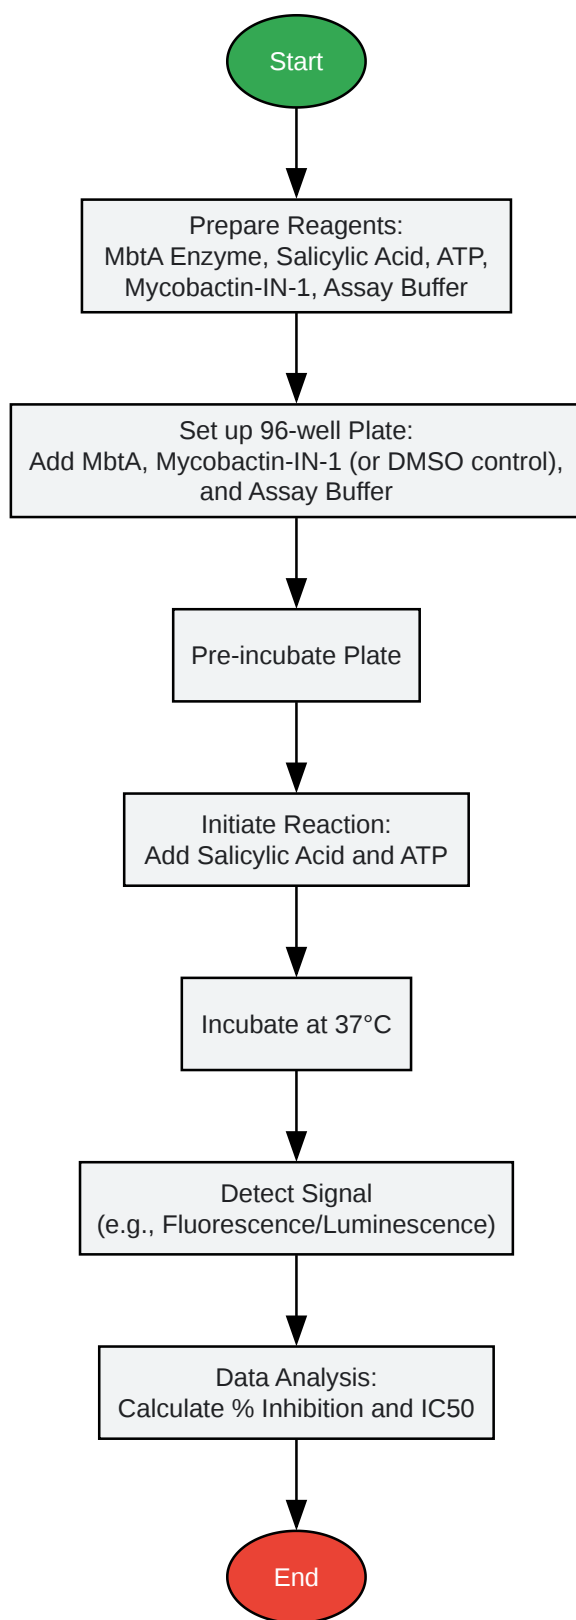 Start
Prepare Reagents:
MbtA Enzyme, Salicylic Acid, ATP,
Mycobactin-IN-1, Assay Buffer
Set up 96-well Plate:
Add MbtA, Mycobactin-IN-1 (or DMSO control),
and Assay Buffer
Pre-incubate Plate
Initiate Reaction:
Add Salicylic Acid and ATP
Incubate at 37°C
Detect Signal
(e.g., Fluorescence/Luminescence)
Data Analysis:
Calculate % Inhibition and IC50
End